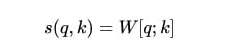 s(q, k) = W[q; k]